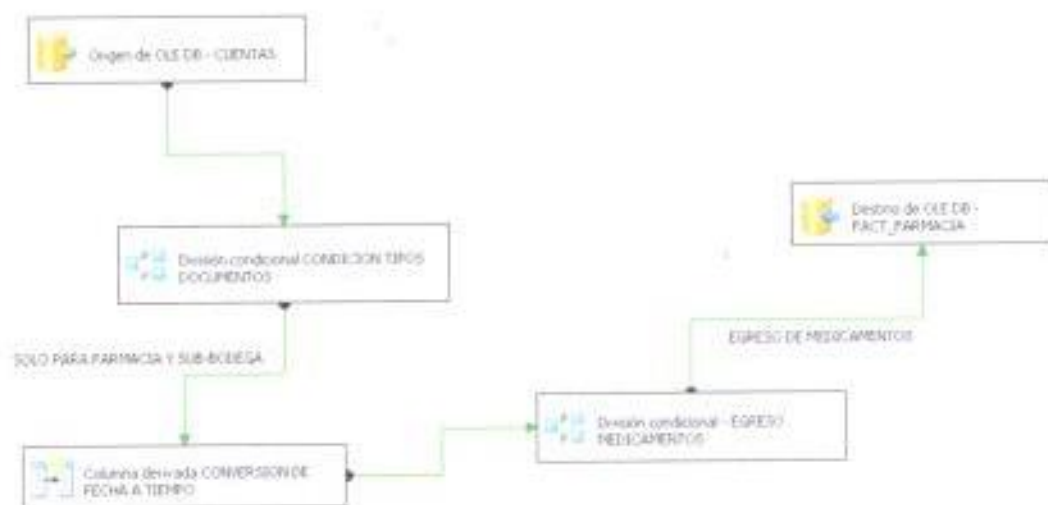 Origen de OLE DB - CUENTAS
División condicional CONDICION TIPOS
DOCUMENTOS
SOLO PARA FARMACIA Y SUB-BODEGA
Columna derivada CONVERSION DE
FECHA A TIEMPO
División condicional - EGRESO
MEDICAMENTOS
EGRESO DE MEDICAMENTOS
Destino de OLE DB -
FACT_FARMACIA